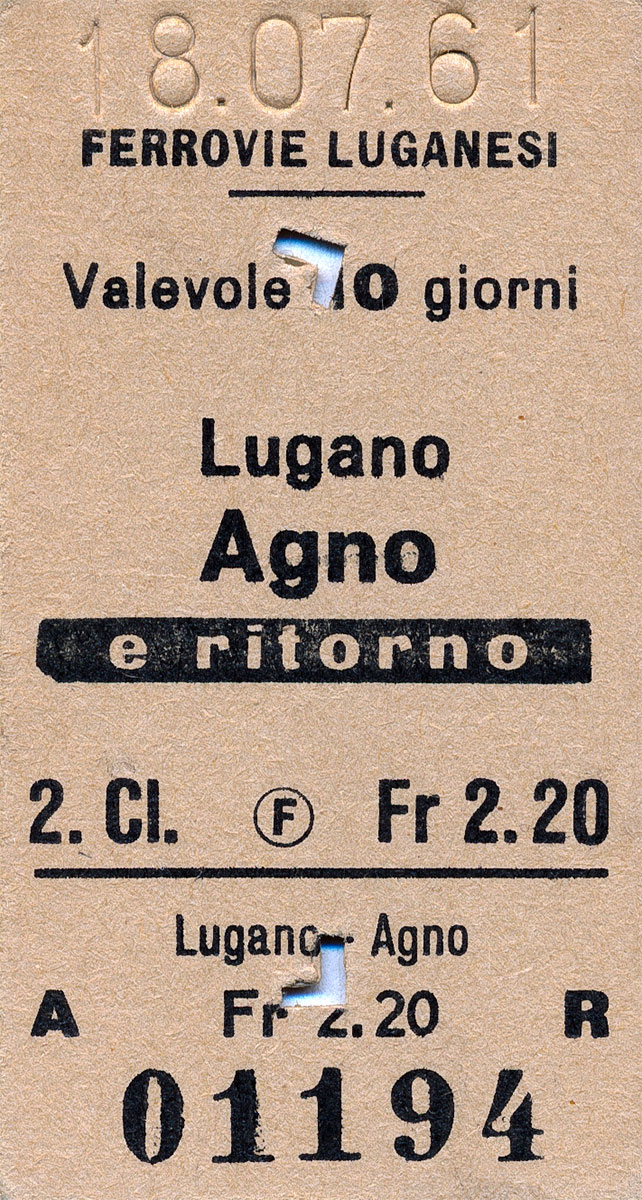 18.07.61
FERROVIE LUGANESI
Valevole 10 giorni
Lugano
Agno
e ritorno
2. Cl. F Fr 2.20
Lugano - Agno
A Fr 2.20 R
01194